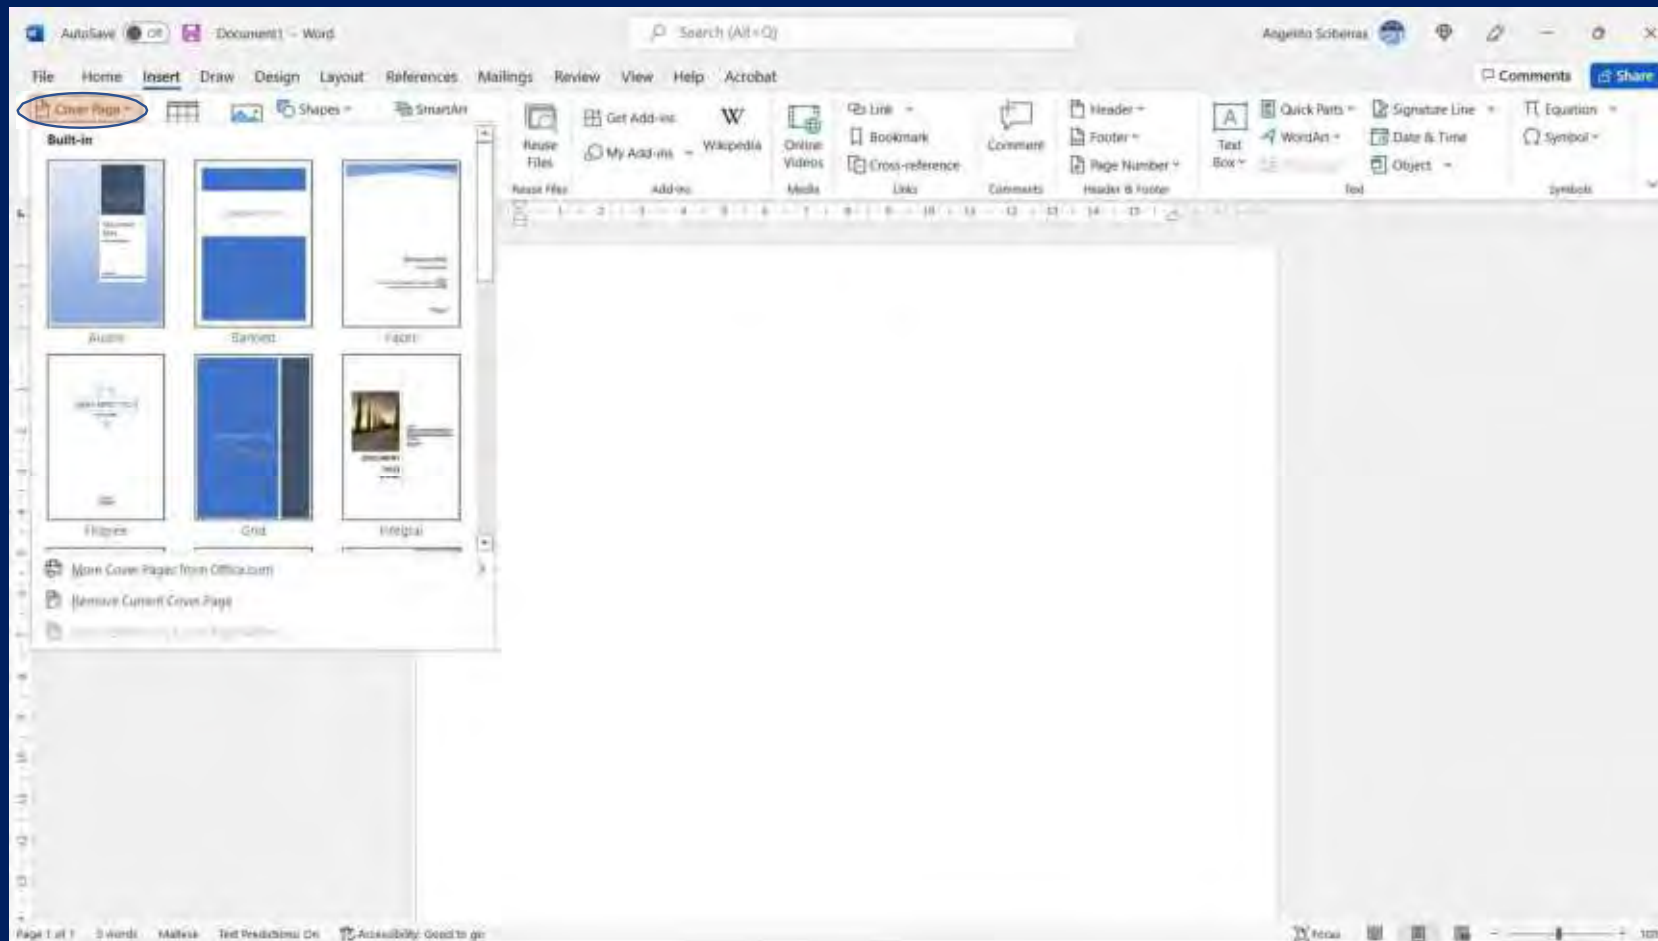 AutoSave Off Document1 - Word Search (Alt+Q) Angelito Sciberras
File Home Insert Draw Design Layout References Mailings Review View Help Acrobat Comments Share
Cover Page Shapes SmartArt
Reuse Files
Get Add-ins
My Add-ins
Wikipedia
Online Videos
Link
Bookmark
Cross-reference
Comment
Header
Footer
Page Number
Text Box
Quick Parts
WordArt
Signature Line
Date & Time
Object
Equation
Symbol
Reuse Files Add-ins Media Links Comments Header & Footer Text Symbols
Built-in
Austin Banded Facet
Filigree Grid Integral
More Cover Pages from Office.com
Remove Current Cover Page
Page 1 of 1 0 words Maltese Text Predictions: On Accessibility: Good to go Focus